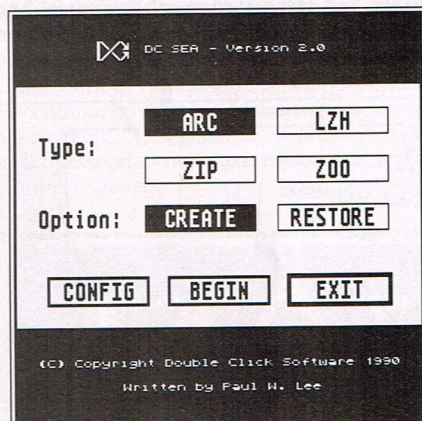 DC SEA - Version 2.0
Type:
ARC LZH
ZIP ZOO
Option: CREATE RESTORE
CONFIG BEGIN EXIT
(C) Copyright Double Click Software 1990
Written by Paul W. Lee